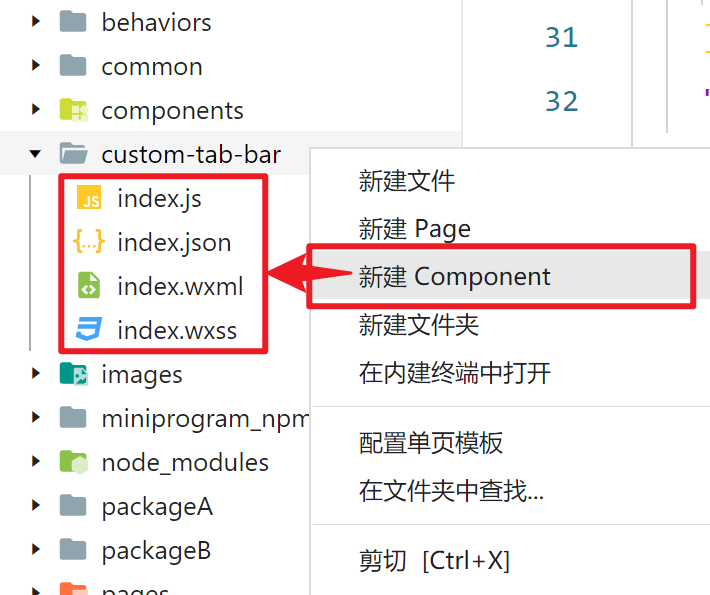 behaviors
common
components
custom-tab-bar
JS index.js
{...} index.json
index.wxml
index.wxss
images
miniprogram_npm
node_modules
packageA
packageB
pages
31
32
新建文件
新建 Page
新建 Component
新建文件夹
在内建终端中打开
配置单页模板
在文件夹中查找...
剪切 [Ctrl+X]